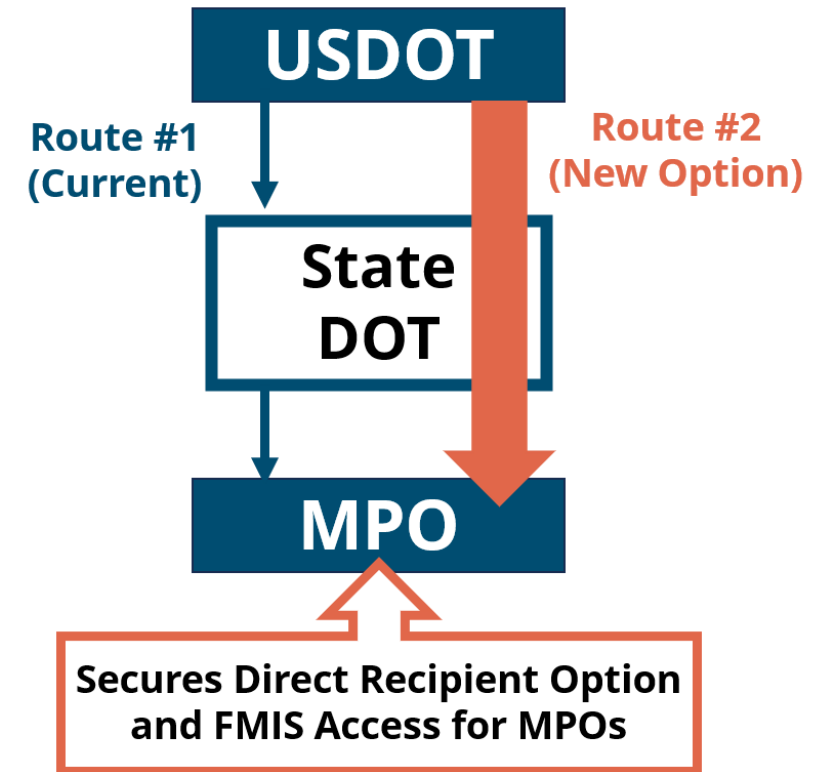 USDOT
Route #1
(Current)
Route #2
(New Option)
State
DOT
MPO
Secures Direct Recipient Option
and FMIS Access for MPOs